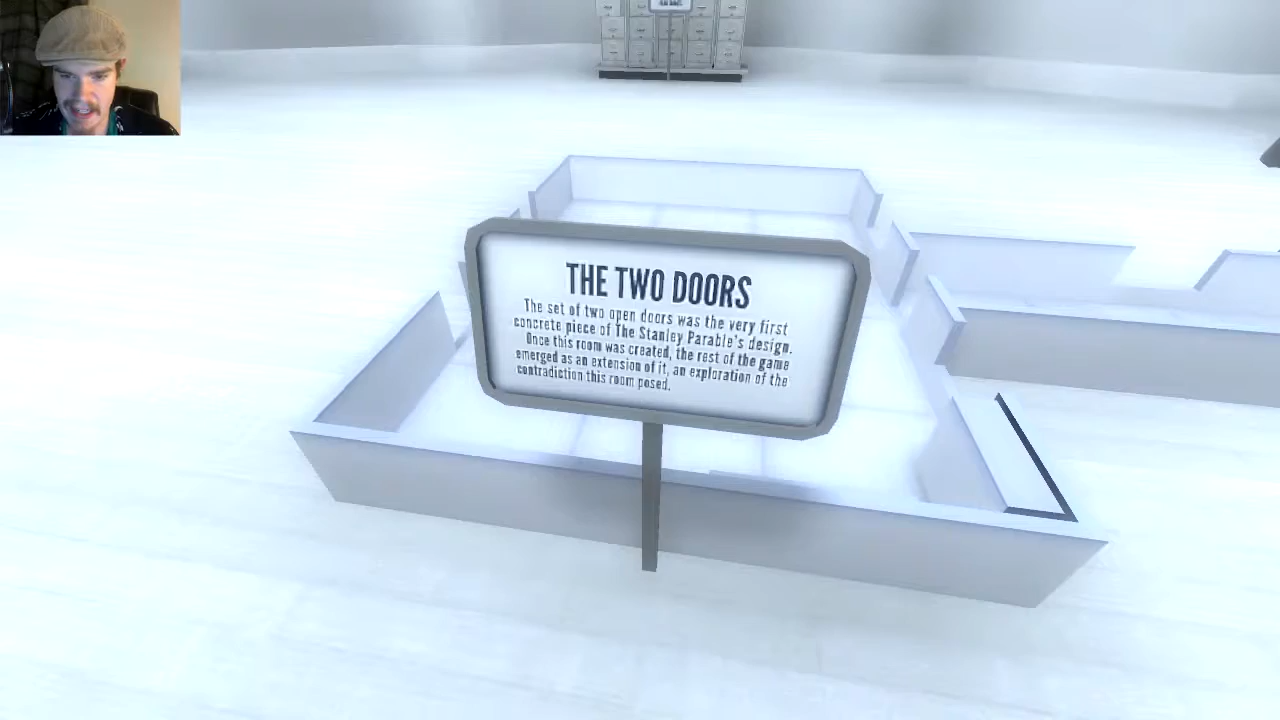 THE TWO DOORS
The set of two open doors was the very first
concrete piece of The Stanley Parable's design.
Once this room was created, the rest of the game
emerged as an extension of it, an exploration of the
contradiction this room posed.